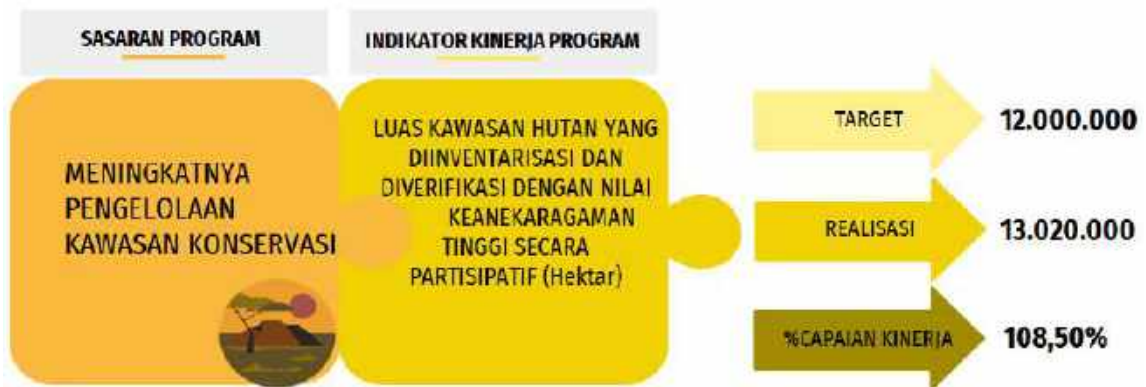 SASARAN PROGRAM
INDIKATOR KINERJA PROGRAM
MENINGKATNYA
PENGELOLAAN
KAWASAN KONSERVASI
LUAS KAWASAN HUTAN YANG
DIINVENTARISASI DAN
DIVERIFIKASI DENGAN NILAI
KEANEKARAGAMAN
TINGGI SECARA
PARTISIPATIF (Hektar)
TARGET
12.000.000
REALISASI
13.020.000
%CAPAIAN KINERJA
108,50%